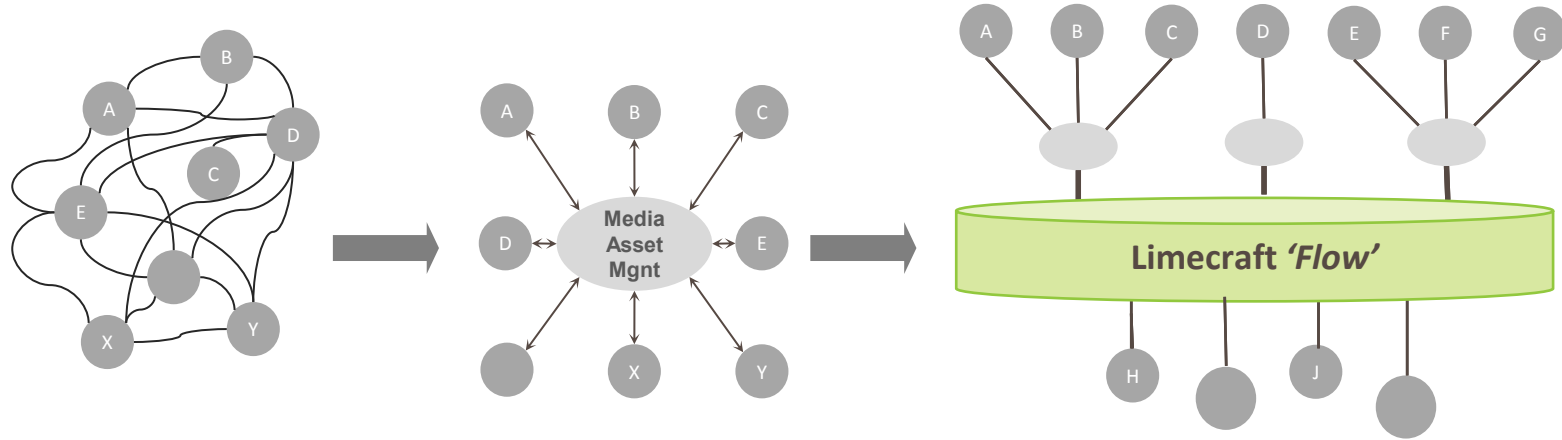 B
A
D
C
E
X
Y
A
B
C
D
Media
Asset
Mgnt
E
X
Y
A
B
C
D
E
F
G
Limecraft ‘Flow’
H
J